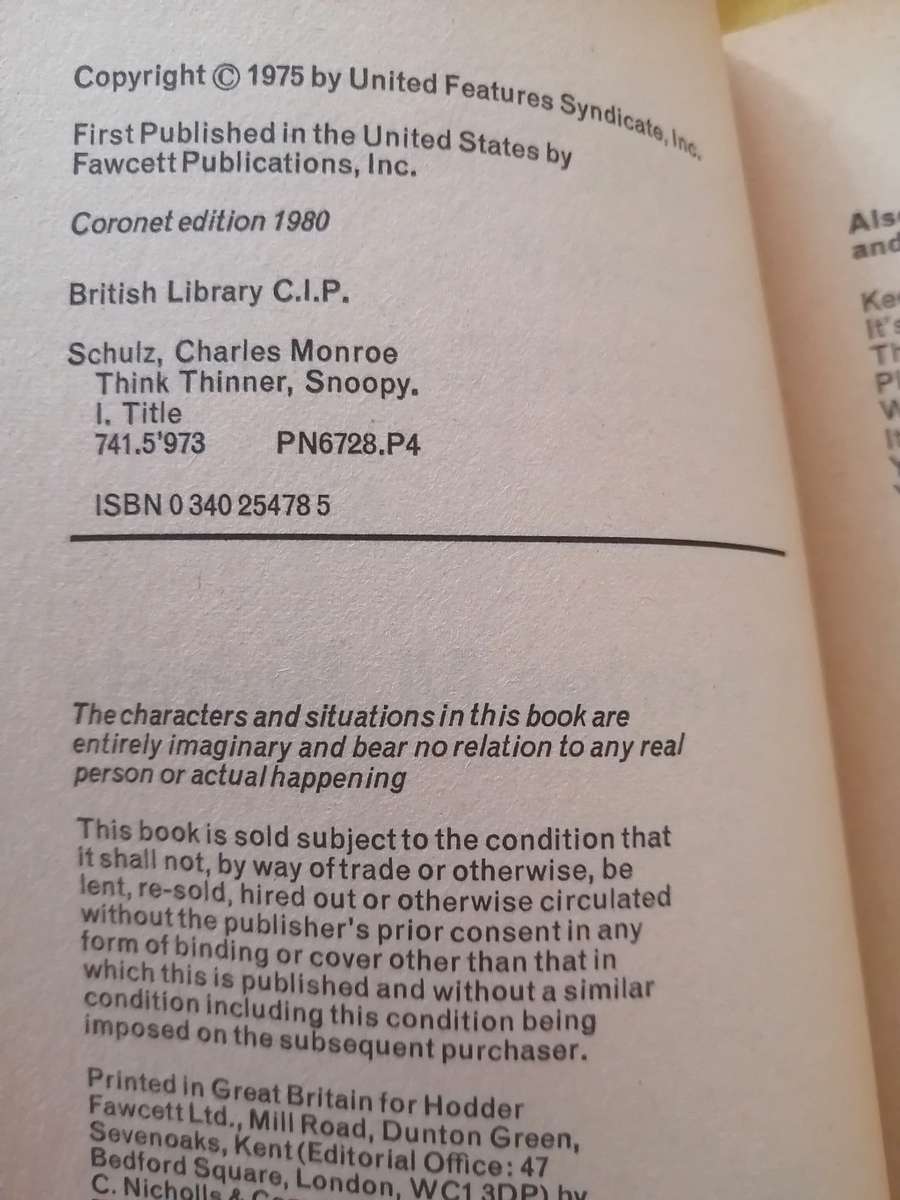 Copyright © 1975 by United Features Syndicate, Inc.
First Published in the United States by
Fawcett Publications, Inc.
Coronet edition 1980
British Library C.I.P.
Schulz, Charles Monroe
Think Thinner, Snoopy.
I. Title
741.5'973 PN6728.P4
ISBN 0 340 25478 5
The characters and situations in this book are
entirely imaginary and bear no relation to any real
person or actual happening
This book is sold subject to the condition that
it shall not, by way of trade or otherwise, be
lent, re-sold, hired out or otherwise circulated
without the publisher's prior consent in any
form of binding or cover other than that in
which this is published and without a similar
condition including this condition being
imposed on the subsequent purchaser.
Printed in Great Britain for Hodder
Fawcett Ltd., Mill Road, Dunton Green,
Sevenoaks, Kent (Editorial Office: 47
Bedford Square, London, WC1 3DP) by
C. Nicholls &
and
It's